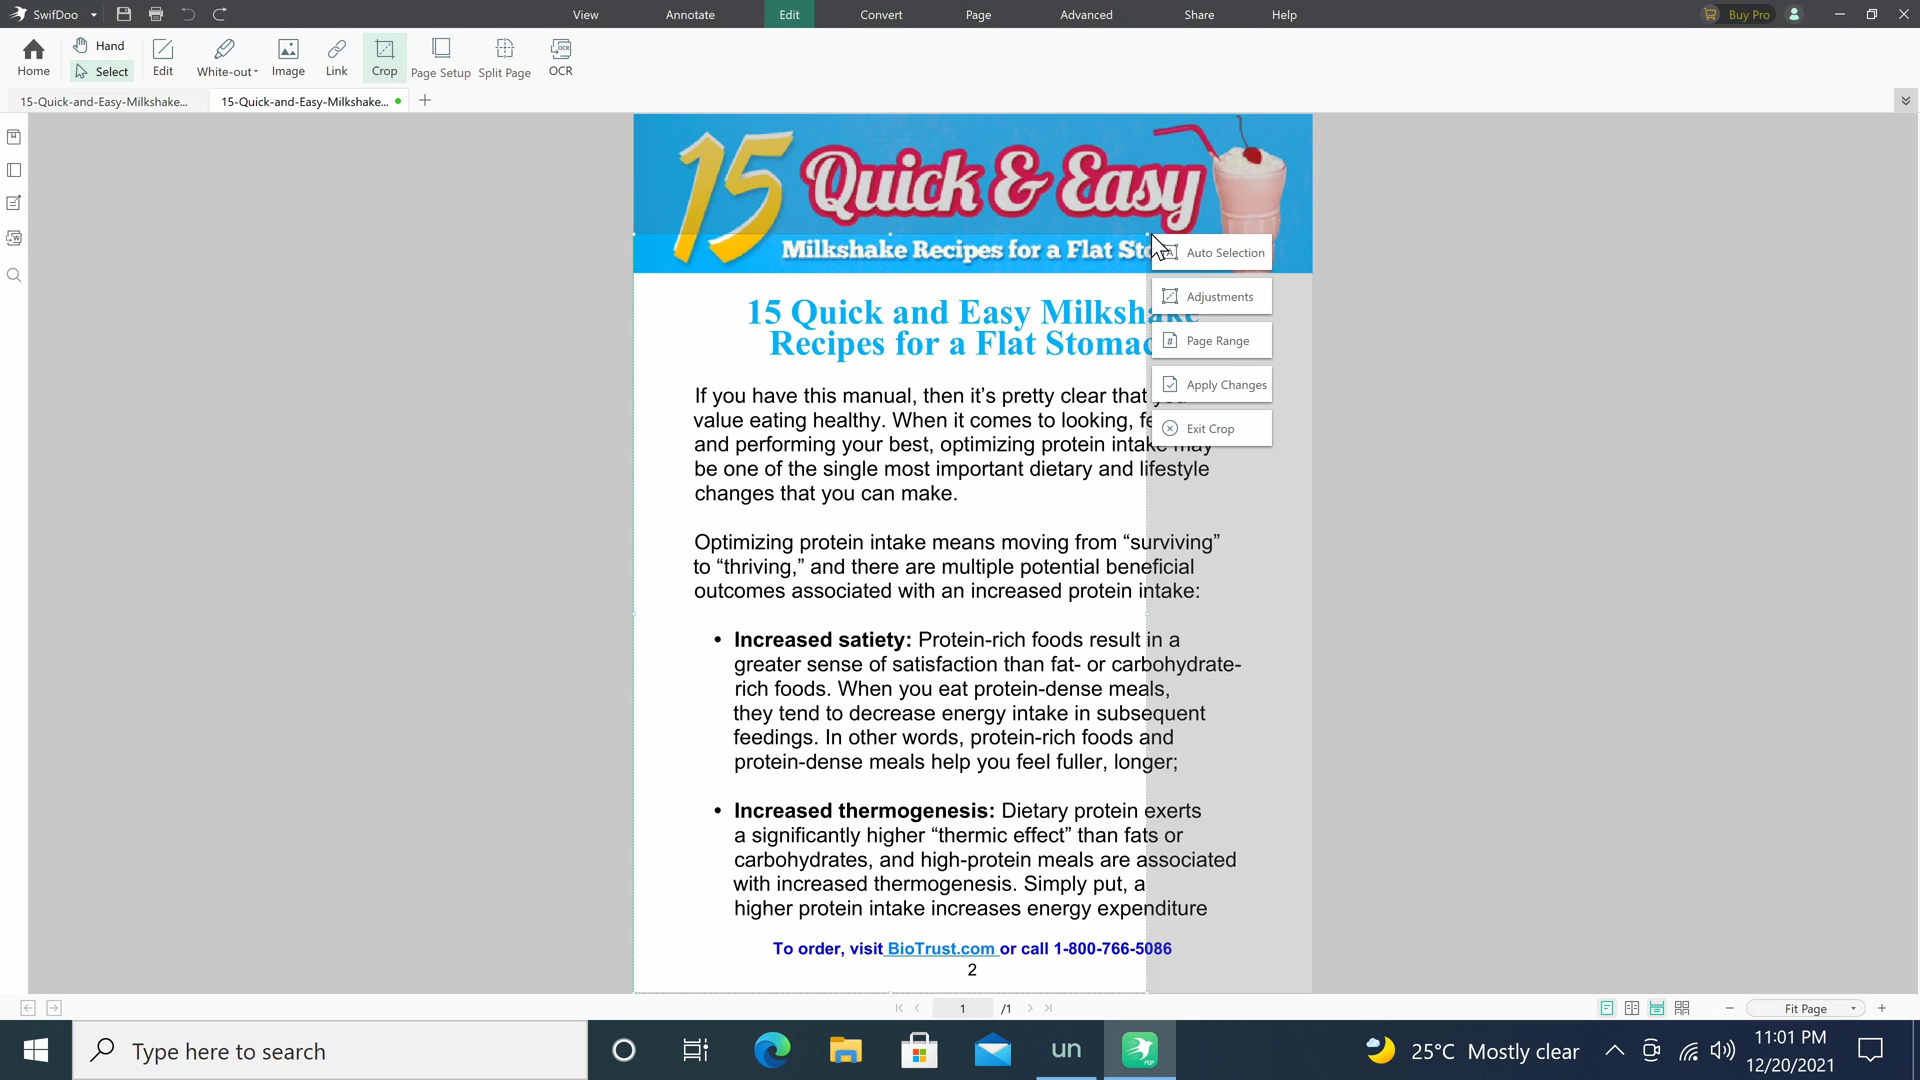 SwifDoo
View
Annotate
Edit
Convert
Page
Advanced
Share
Help
Buy Pro
Home
Hand
Select
Edit
White-out
Image
Link
Crop
Page Setup
Split Page
OCR
15-Quick-and-Easy-Milkshake...
15-Quick-and-Easy-Milkshake...
15 Quick & Easy
Milkshake Recipes for a Flat
Auto Selection
Adjustments
Page Range
Apply Changes
Exit Crop
15 Quick and Easy
Recipes for a Flat
If you have this manual, then it’s pretty clear that
value eating healthy. When it comes to looking,
and performing your best, optimizing protein intake may
be one of the single most important dietary and lifestyle
changes that you can make.
Optimizing protein intake means moving from “surviving”
to “thriving,” and there are multiple potential beneficial
outcomes associated with an increased protein intake:
• Increased satiety: Protein-rich foods result in a
greater sense of satisfaction than fat- or carbohydrate-
rich foods. When you eat protein-dense meals,
they tend to decrease energy intake in subsequent
feedings. In other words, protein-rich foods and
protein-dense meals help you feel fuller, longer;
• Increased thermogenesis: Dietary protein exerts
a significantly higher “thermic effect” than fats or
carbohydrates, and high-protein meals are associated
with increased thermogenesis. Simply put, a
higher protein intake increases energy expenditure
To order, visit BioTrust.com or call 1-800-766-5086
2
1
/1
Fit Page
Type here to search
un
25°C Mostly clear
11:01 PM
12/20/2021